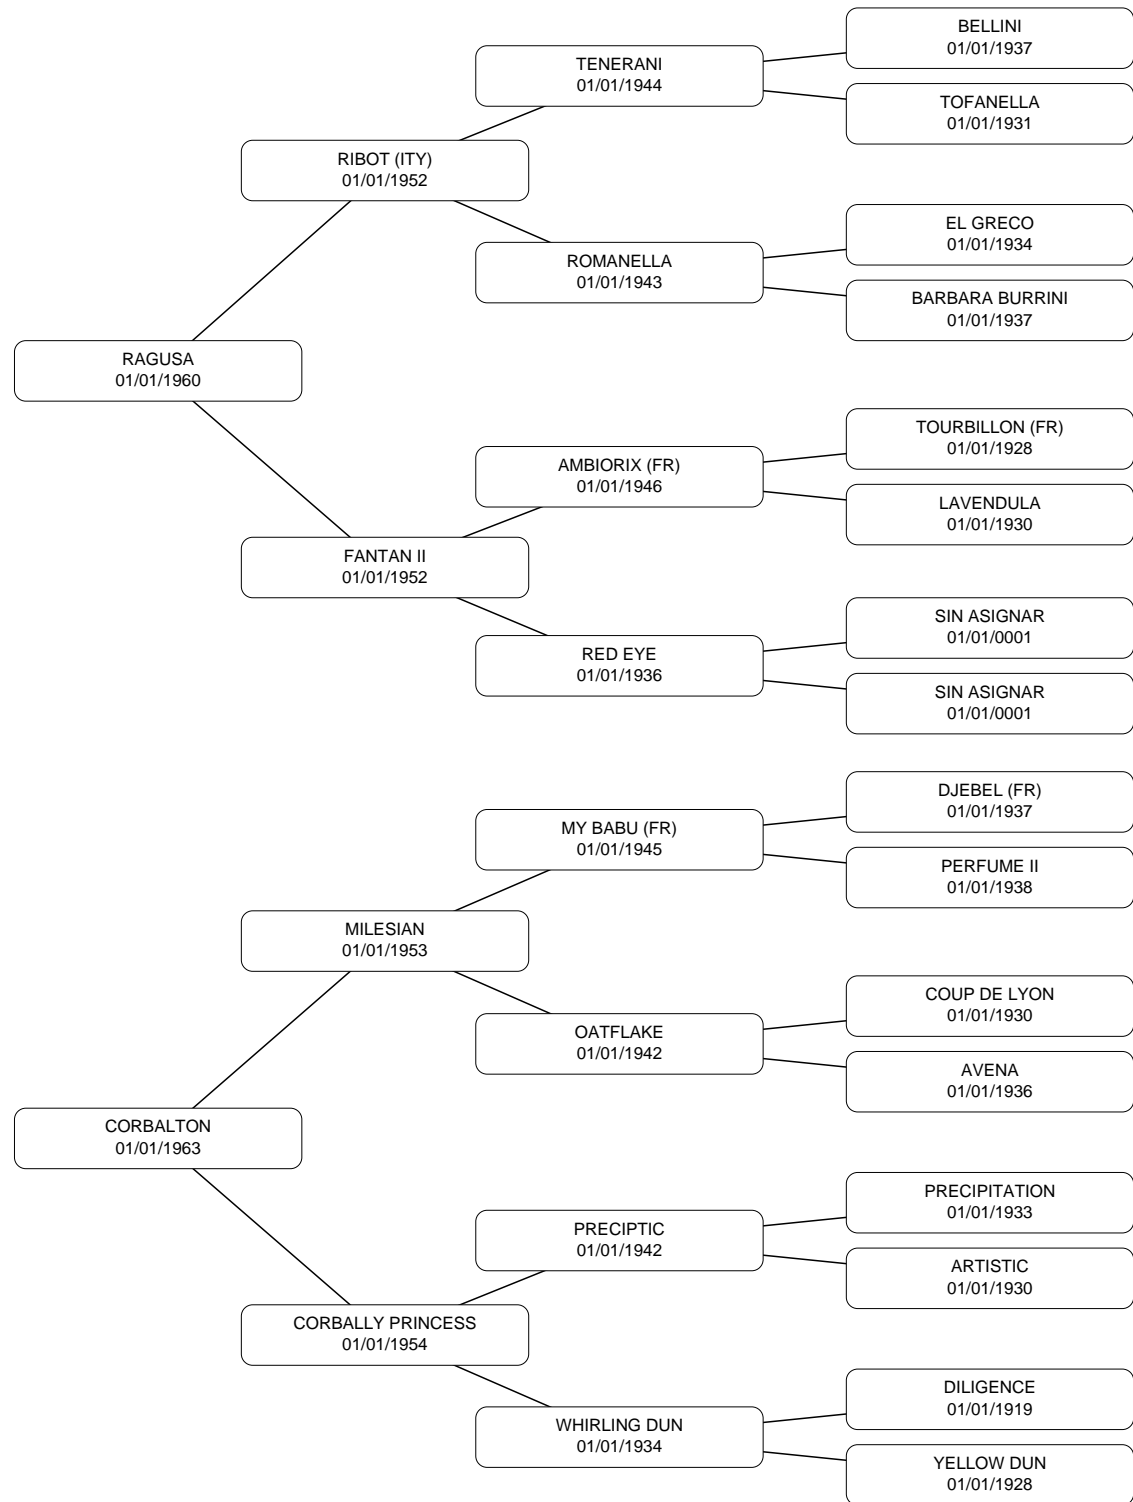 BELLINI
01/01/1937
TENERANI
01/01/1944
TOFANELLA
01/01/1931
RIBOT (ITY)
01/01/1952
EL GRECO
01/01/1934
ROMANELLA
01/01/1943
BARBARA BURRINI
01/01/1937
RAGUSA
01/01/1960
TOURBILLON (FR)
01/01/1928
AMBIORIX (FR)
01/01/1946
LAVENDULA
01/01/1930
FANTAN II
01/01/1952
SIN ASIGNAR
01/01/0001
RED EYE
01/01/1936
SIN ASIGNAR
01/01/0001
DJEBEL (FR)
01/01/1937
MY BABU (FR)
01/01/1945
PERFUME II
01/01/1938
MILESIAN
01/01/1953
COUP DE LYON
01/01/1930
OATFLAKE
01/01/1942
AVENA
01/01/1936
CORBALTON
01/01/1963
PRECIPITATION
01/01/1933
PRECIPTIC
01/01/1942
ARTISTIC
01/01/1930
CORBALLY PRINCESS
01/01/1954
DILIGENCE
01/01/1919
WHIRLING DUN
01/01/1934
YELLOW DUN
01/01/1928